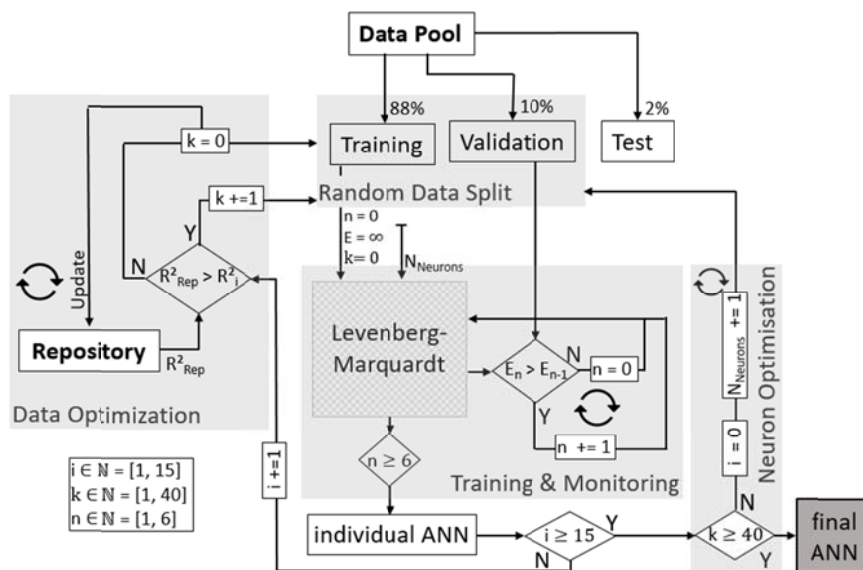 Data Pool
88%
10%
2%
Training
Validation
Test
Random Data Split
k = 0
k +=1
Y
N
R²Rep > R²i
Update
Repository
R²Rep
Data Optimization
n = 0
E = ∞
k= 0
NNeurons
Levenberg-
Marquardt
En > En-1
N
n = 0
Y
n += 1
n ≥ 6
Training & Monitoring
NNeurons += 1
i = 0
Neuron Optimisation
i +=1
i ∈ ℕ = [1, 15]
k ∈ ℕ = [1, 40]
n ∈ ℕ = [1, 6]
individual ANN
i ≥ 15
Y
N
k ≥ 40
N
Y
final
ANN